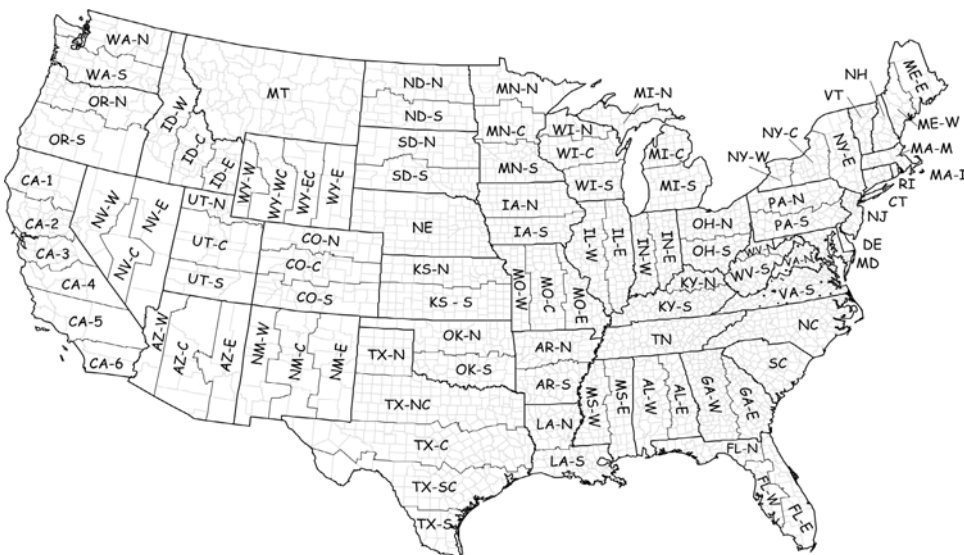 WA-N
WA-S
OR-N
OR-S
ID-W
ID-C
ID-E
MT
WY-W
WY-WC
WY-EC
WY-E
ND-N
ND-S
SD-N
SD-S
NE
KS-N
KS - S
MN-N
MN-C
MN-S
IA-N
IA-S
MI-N
WI-N
WI-C
WI-S
MI-C
MI-S
NH
VT
ME-E
ME-W
NY-C
NY-W
NY-E
MA-M
MA-I
RI
CT
PA-N
PA-S
NJ
DE
MD
CA-1
CA-2
CA-3
CA-4
CA-5
CA-6
NV-W
NV-C
NV-E
UT-N
UT-C
UT-S
CO-N
CO-C
CO-S
AZ-W
AZ-C
AZ-E
NM-W
NM-C
NM-E
OK-N
OK-S
TX-N
TX-NC
TX-C
TX-SC
TX-S
MO-W
MO-C
MO-E
IL-W
IL-E
IN-W
IN-E
OH-N
OH-S
WV-N
WV-S
VA-N
VA-S
KY-N
KY-S
TN
NC
SC
AR-N
AR-S
LA-N
LA-S
MS-W
MS-E
AL-W
AL-E
GA-W
GA-E
FL-N
FL-W
FL-E